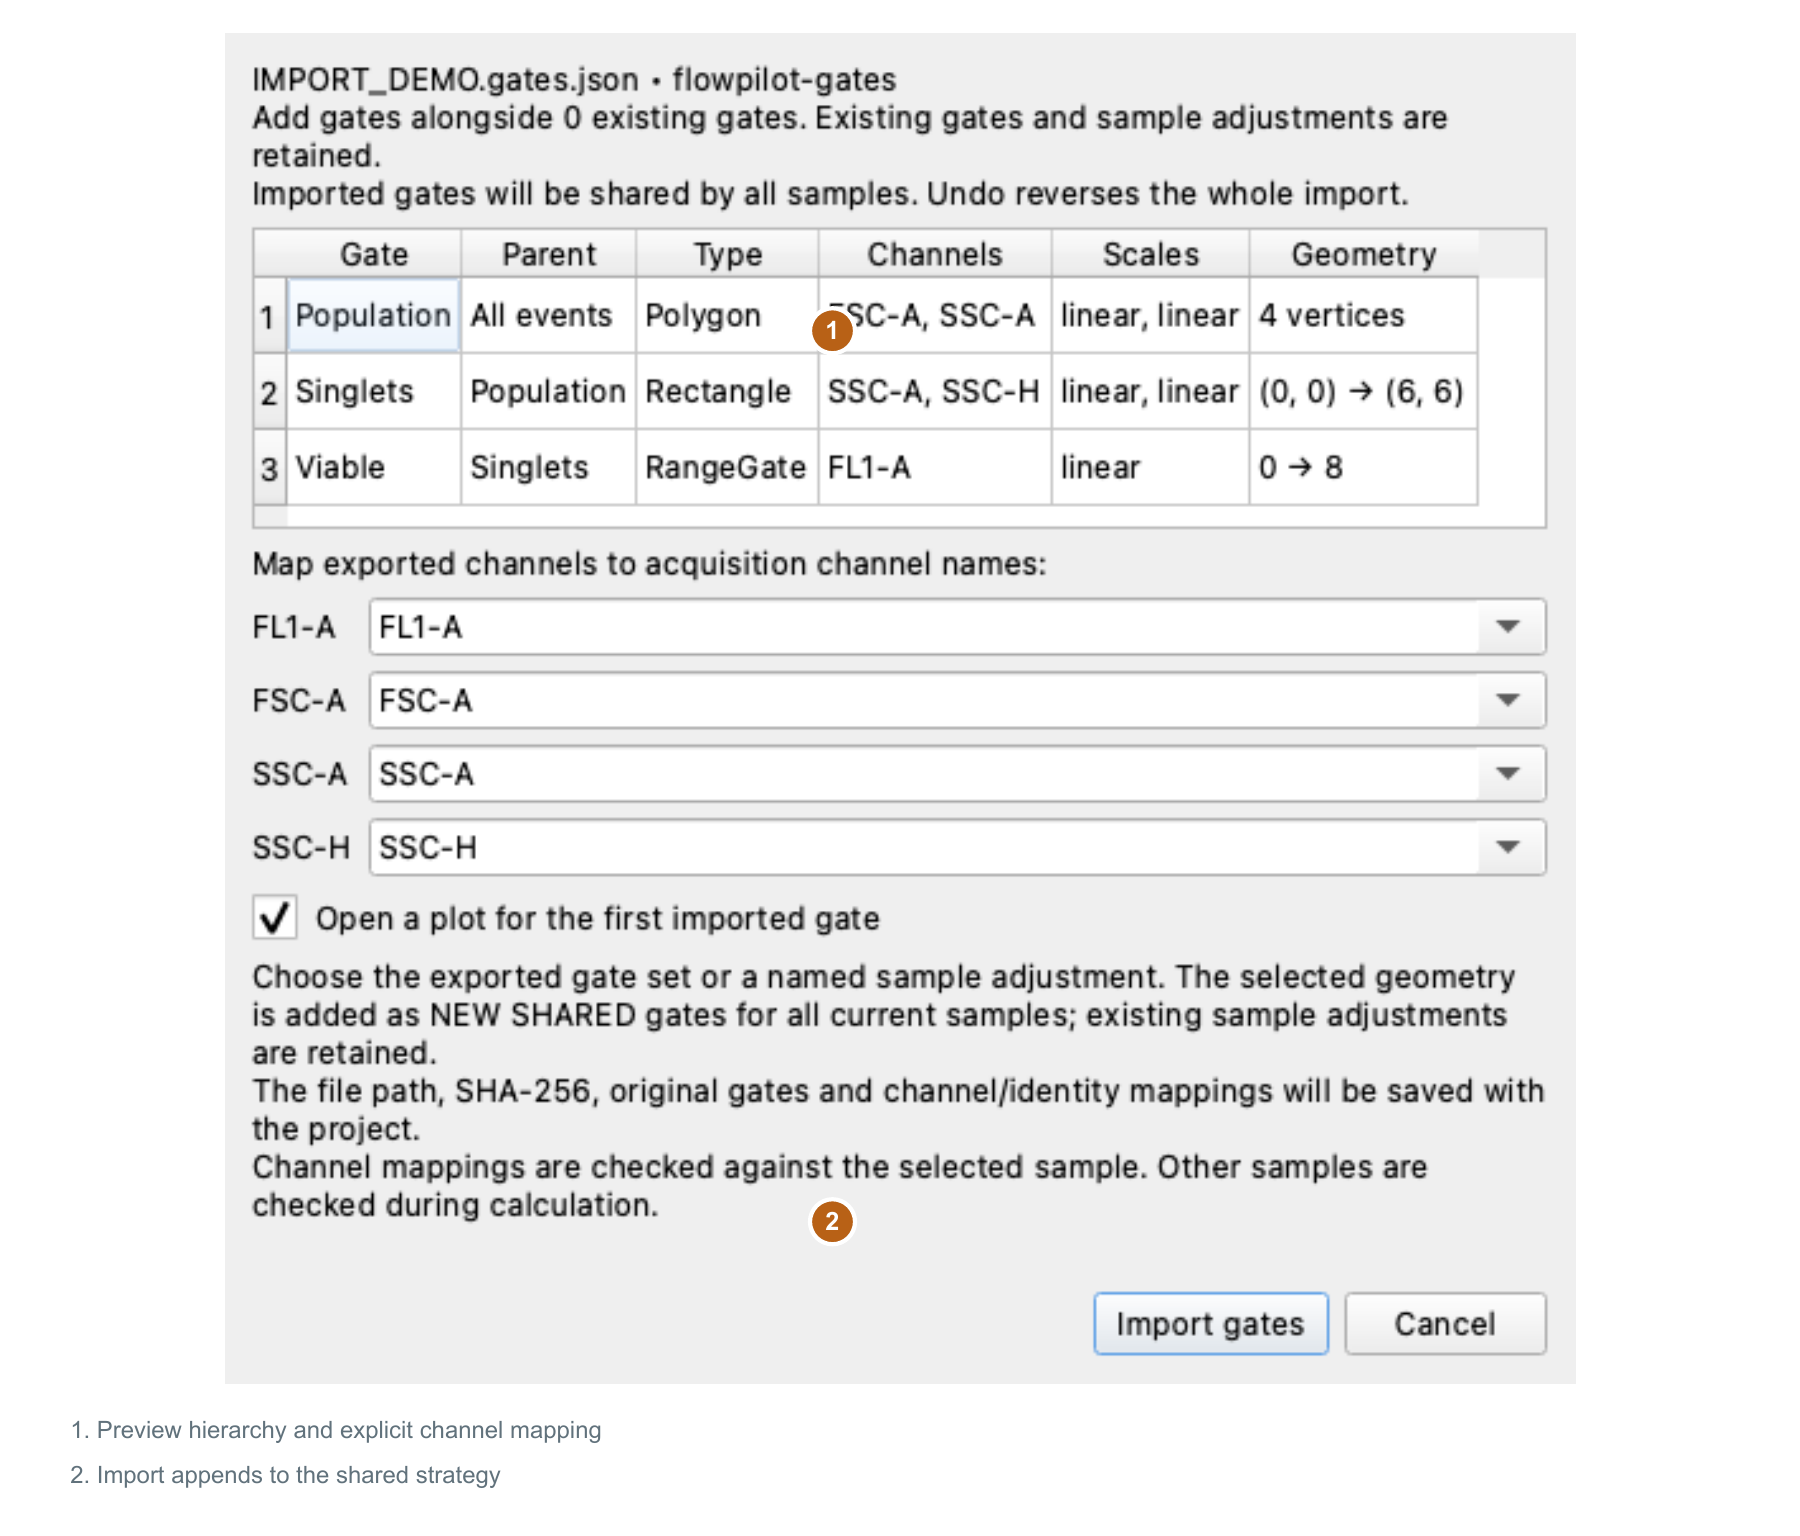 IMPORT_DEMO.gates.json • flowpilot-gates
Add gates alongside 0 existing gates. Existing gates and sample adjustments are
retained.
Imported gates will be shared by all samples. Undo reverses the whole import.
Gate Parent Type Channels Scales Geometry
1 Population All events Polygon FSC-A, SSC-A linear, linear 4 vertices
1
2 Singlets Population Rectangle SSC-A, SSC-H linear, linear (0, 0) → (6, 6)
3 Viable Singlets RangeGate FL1-A linear 0 → 8
Map exported channels to acquisition channel names:
FL1-A FL1-A
FSC-A FSC-A
SSC-A SSC-A
SSC-H SSC-H
Open a plot for the first imported gate
Choose the exported gate set or a named sample adjustment. The selected geometry
is added as NEW SHARED gates for all current samples; existing sample adjustments
are retained.
The file path, SHA-256, original gates and channel/identity mappings will be saved with
the project.
Channel mappings are checked against the selected sample. Other samples are
checked during calculation.
2
Import gates Cancel
1. Preview hierarchy and explicit channel mapping
2. Import appends to the shared strategy